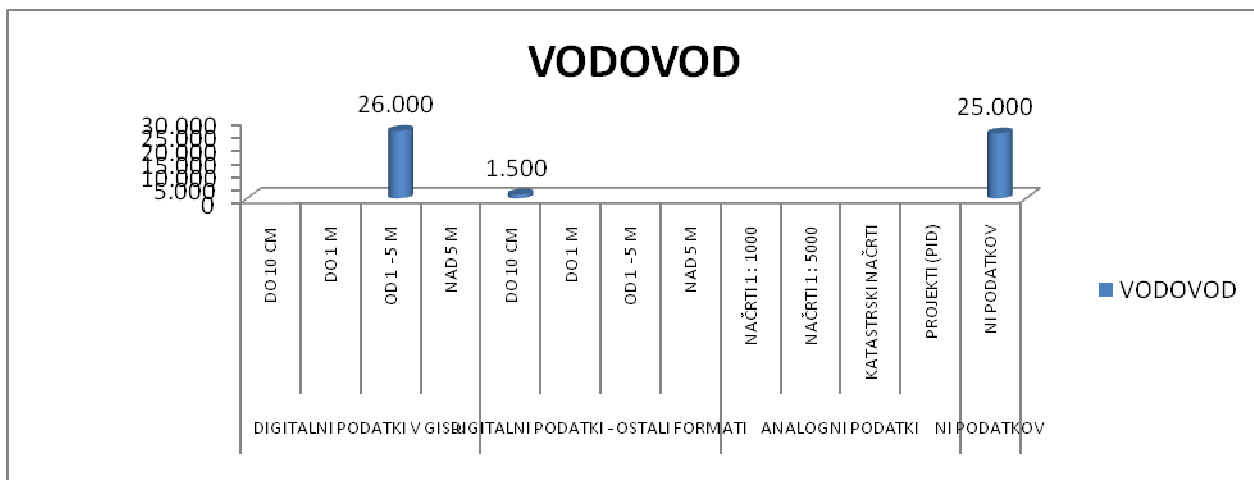 VODOVOD
26.000
25.000
1.500
30.000
25.000
20.000
15.000
10.000
5.000
0
DO 10 CM
DO 1 M
OD 1 - 5 M
NAD 5 M
DO 10 CM
DO 1 M
OD 1 - 5 M
NAD 5 M
NAČRTI 1 : 1000
NAČRTI 1 : 5000
KATASTRSKI NAČRTI
PROJEKTI (PID)
NI PODATKOV
DIGITALNI PODATKI V
DIGITALNI PODATKI - OSTALI FORMATI
ANALOGNI PODATKI
NI PODATKOV
VODOVOD